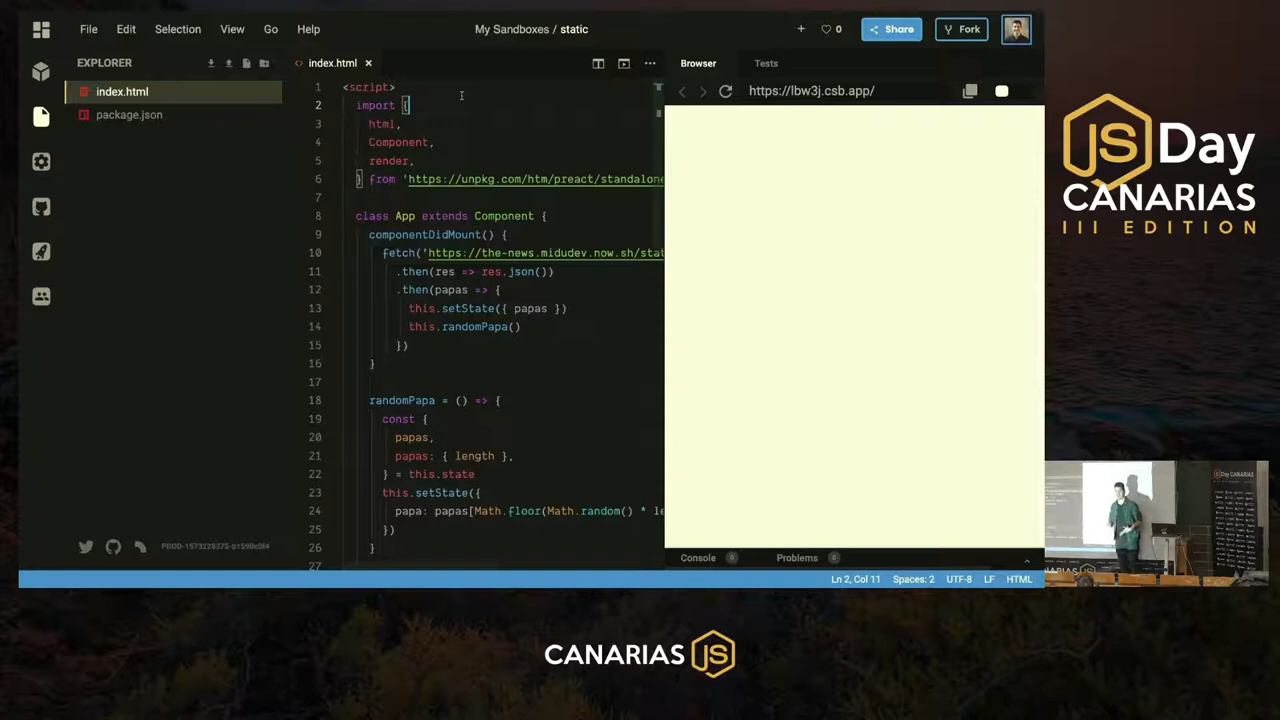 File Edit Selection View Go Help
My Sandboxes / static
0
Share
Fork
EXPLORER
index.html
package.json
index.html
1 <script>
2 import {
3 html,
4 Component,
5 render,
6 } from 'https://unpkg.com/htm/preact/standalone
7
8 class App extends Component {
9 componentDidMount() {
10 fetch('https://the-news.midudev.now.sh/stat
11 .then(res => res.json())
12 .then(papas => {
13 this.setState({ papas })
14 this.randomPapa()
15 })
16 }
17
18 randomPapa = () => {
19 const {
20 papas,
21 papas: { length },
22 } = this.state
23 this.setState({
24 papa: papas[Math.floor(Math.random() * le
25 })
26 }
27
Browser Tests
https://lbw3j.csb.app/
Console 0 Problems 0
Ln 2, Col 11 Spaces: 2 UTF-8 LF HTML
JS Day
CANARIAS
III EDITION
JS Day CANARIAS
CANARIAS JS